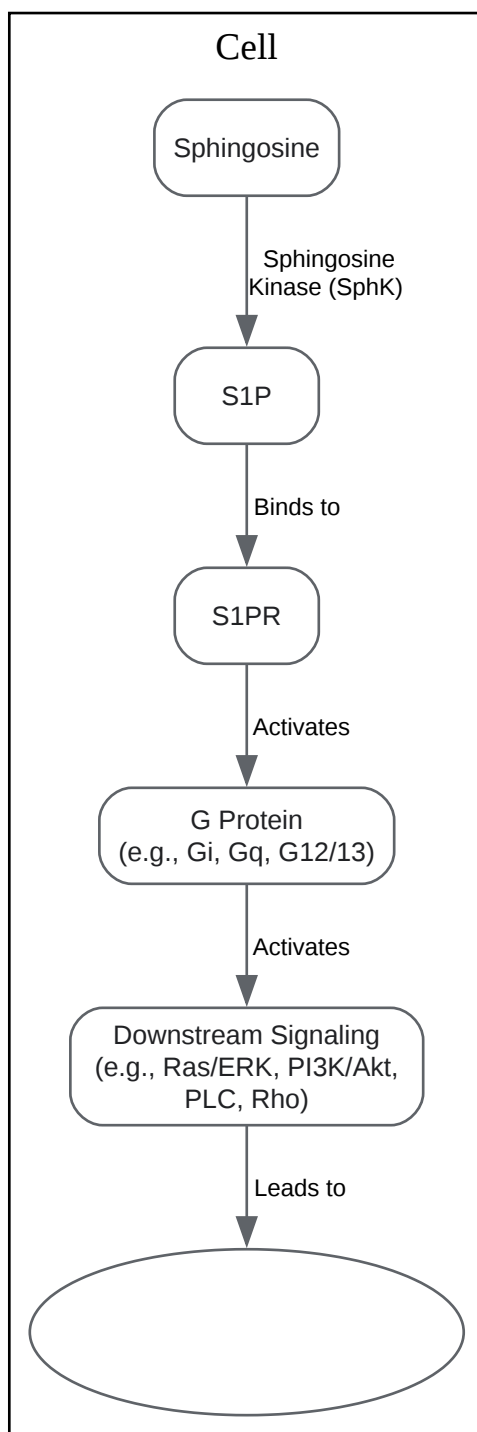 Cell
Sphingosine
Sphingosine
Kinase (SphK)
S1P
Binds to
S1PR
Activates
G Protein
(e.g., Gi, Gq, G12/13)
Activates
Downstream Signaling
(e.g., Ras/ERK, PI3K/Akt,
PLC, Rho)
Leads to